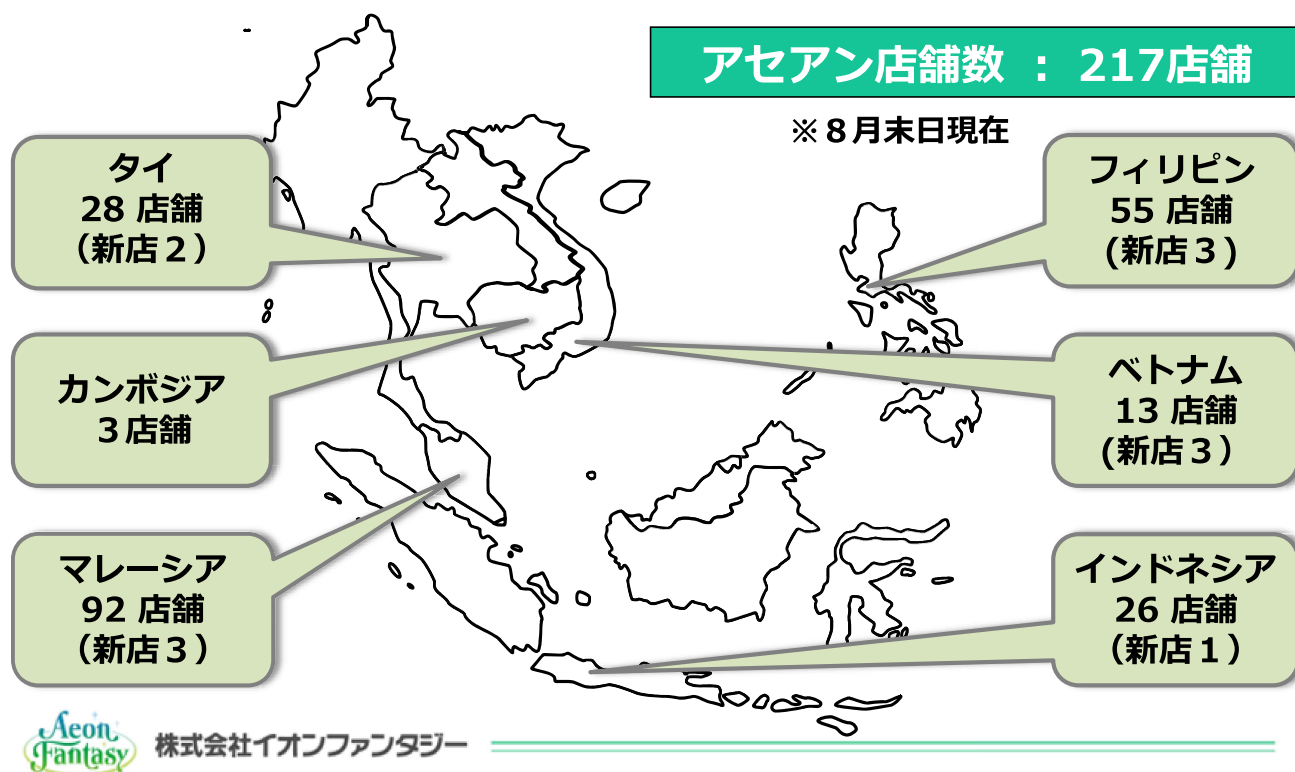 アセアン店舗数 : 217店舗
※8月末日現在
タイ
28 店舗
(新店2)
フィリピン
55 店舗
(新店3)
カンボジア
3店舗
ベトナム
13 店舗
(新店3)
マレーシア
92 店舗
(新店3)
インドネシア
26 店舗
(新店1)
Aeon
Fantasy
株式会社イオンファンタジー